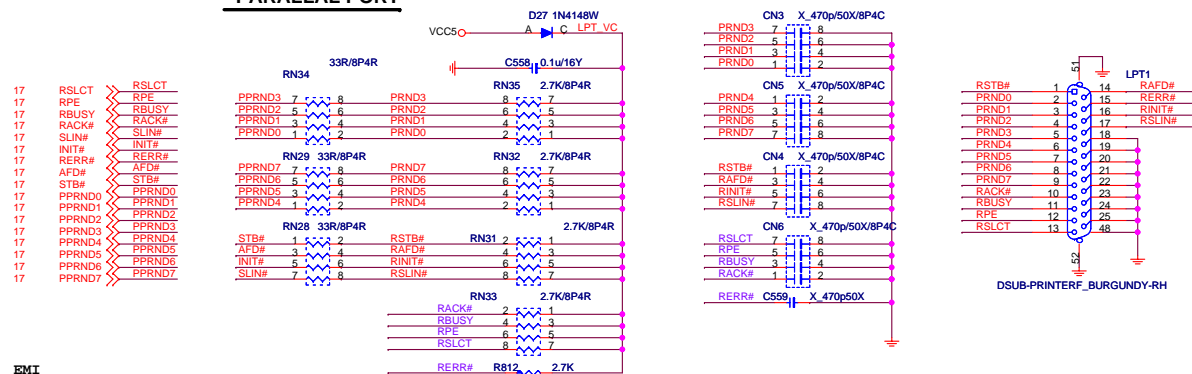 PARALLAL PORT
D27 1N4148W
VCC5 A C LPT_VC
C558 0.1u/16Y
33R/8P4R
RN34
RN35 2.7K/8P4R
PPRND3 7 8 PRND3 8 7
PPRND2 5 6 PRND2 6 5
PPRND1 3 4 PRND1 4 3
PPRND0 1 2 PRND0 2 1
RN29 33R/8P4R RN32 2.7K/8P4R
PPRND7 7 8 PRND7 8 7
PPRND6 5 6 PRND6 6 5
PPRND5 3 4 PRND5 4 3
PPRND4 1 2 PRND4 2 1
RN28 33R/8P4R RN31 2.7K/8P4R
STB# 1 2 RSTB# 2 1
AFD# 3 4 RAFD# 4 3
INIT# 5 6 RINIT# 6 5
SLIN# 7 8 RSLIN# 8 7
RN33 2.7K/8P4R
RACK# 2 1
RBUSY 4 3
RPE 6 5
RSLCT 8 7
RERR# R812 2.7K
17 RSLCT RSLCT
17 RPE RPE
17 RBUSY RBUSY
17 RACK# RACK#
17 SLIN# SLIN#
17 INIT# INIT#
17 RERR# RERR#
17 AFD# AFD#
17 STB# STB#
17 PPRND0 PPRND0
17 PPRND1 PPRND1
17 PPRND2 PPRND2
17 PPRND3 PPRND3
17 PPRND4 PPRND4
17 PPRND5 PPRND5
17 PPRND6 PPRND6
17 PPRND7 PPRND7
EMI
CN3 X_470p/50X/8P4C
PRND3 7 8
PRND2 5 6
PRND1 3 4
PRND0 1 2
CN5 X_470p/50X/8P4C
PRND4 1 2
PRND5 3 4
PRND6 5 6
PRND7 7 8
CN4 X_470p/50X/8P4C
RSTB# 1 2
RAFD# 3 4
RINIT# 5 6
RSLIN# 7 8
CN6 X_470p/50X/8P4C
RSLCT 7 8
RPE 5 6
RBUSY 3 4
RACK# 1 2
RERR# C559 X_470p50X
51
LPT1
RSTB# 1 14 RAFD#
PRND0 2 15 RERR#
PRND1 3 16 RINIT#
PRND2 4 17 RSLIN#
PRND3 5 18
PRND4 6 19
PRND5 7 20
PRND6 8 21
PRND7 9 22
RACK# 10 23
RBUSY 11 24
RPE 12 25
RSLCT 13 48
52
DSUB-PRINTERF_BURGUNDY-RH